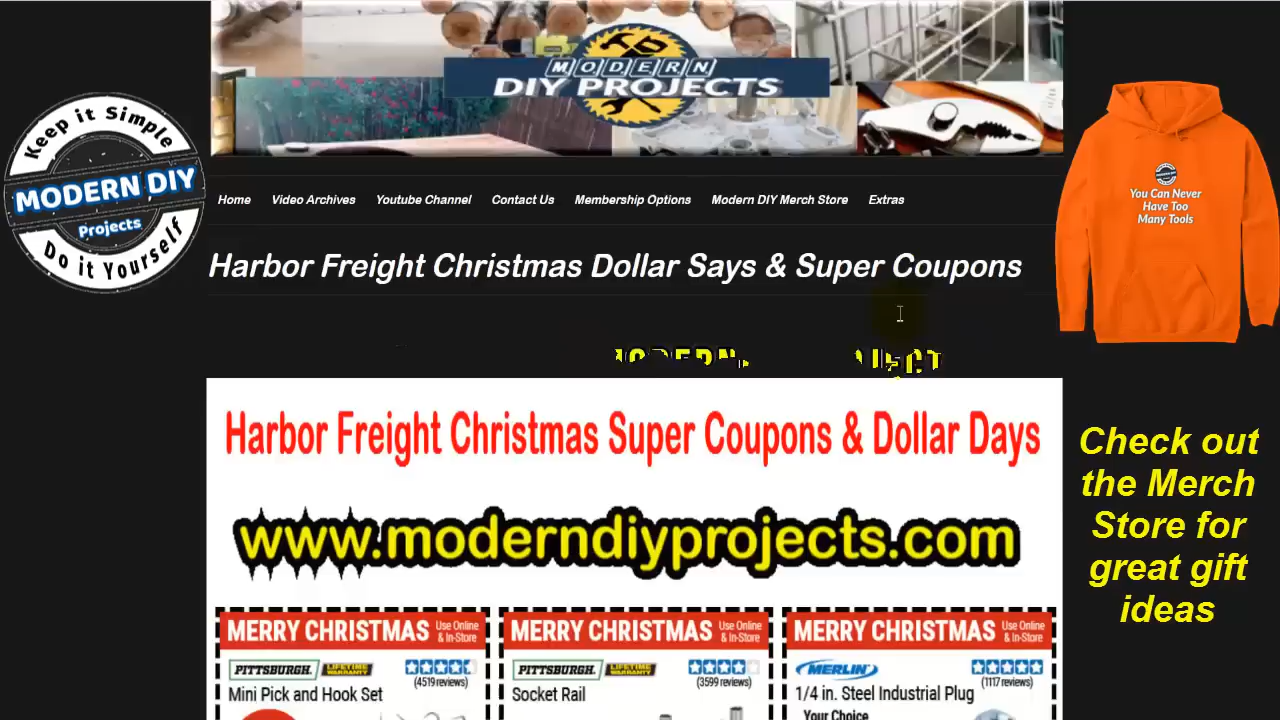 MODERN
DIY PROJECTS
Keep it Simple
MODERN DIY
Projects
Do it Yourself
Home Video Archives Youtube Channel Contact Us Membership Options Modern DIY Merch Store Extras
Harbor Freight Christmas Dollar Says & Super Coupons
MODERN DIY
You Can Never
Have Too
Many Tools
Harbor Freight Christmas Super Coupons & Dollar Days
www.moderndiyprojects.com
Check out
the Merch
Store for
great gift
ideas
MERRY CHRISTMAS Use Online & In-Store
PITTSBURGH. LIFETIME WARRANTY (4519 reviews)
Mini Pick and Hook Set
MERRY CHRISTMAS Use Online & In-Store
PITTSBURGH. LIFETIME WARRANTY (3599 reviews)
Socket Rail
MERRY CHRISTMAS Use Online & In-Store
MERLIN (1117 reviews)
1/4 in. Steel Industrial Plug
Your Choice